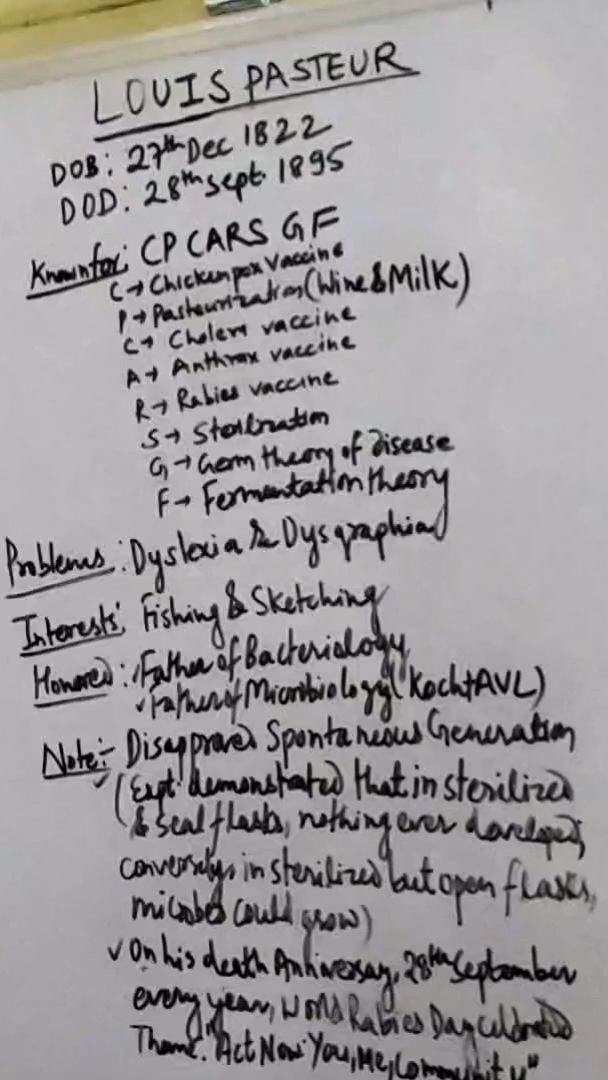 LOUIS PASTEUR
DOB: 27th Dec 1822
DOD: 28th Sept. 1895
Known for: CP CARS GF
C → Chickenpox Vaccine
P → Pasteurization (Wine & Milk)
C → Cholera vaccine
A → Anthrax vaccine
R → Rabies vaccine
S → Sterilization
G → Germ theory of disease
F → Fermentation theory
Problems: Dyslexia & Dysgraphia
Interests: Fishing & Sketching
Honored: ✓Father of Bacteriology
✓Father of Microbiology (Koch+AVL)
Note:- Disapproved Spontaneous Generation
✓ (Expt. demonstrated that in sterilized
& seal flasks, nothing ever developed,
conversely, in sterilized but open flasks,
microbes could grow)
✓ On his death Anniversary, 28th September
every year, World Rabies Day Celebrated
Theme: "Act Now: You, Me, Community"